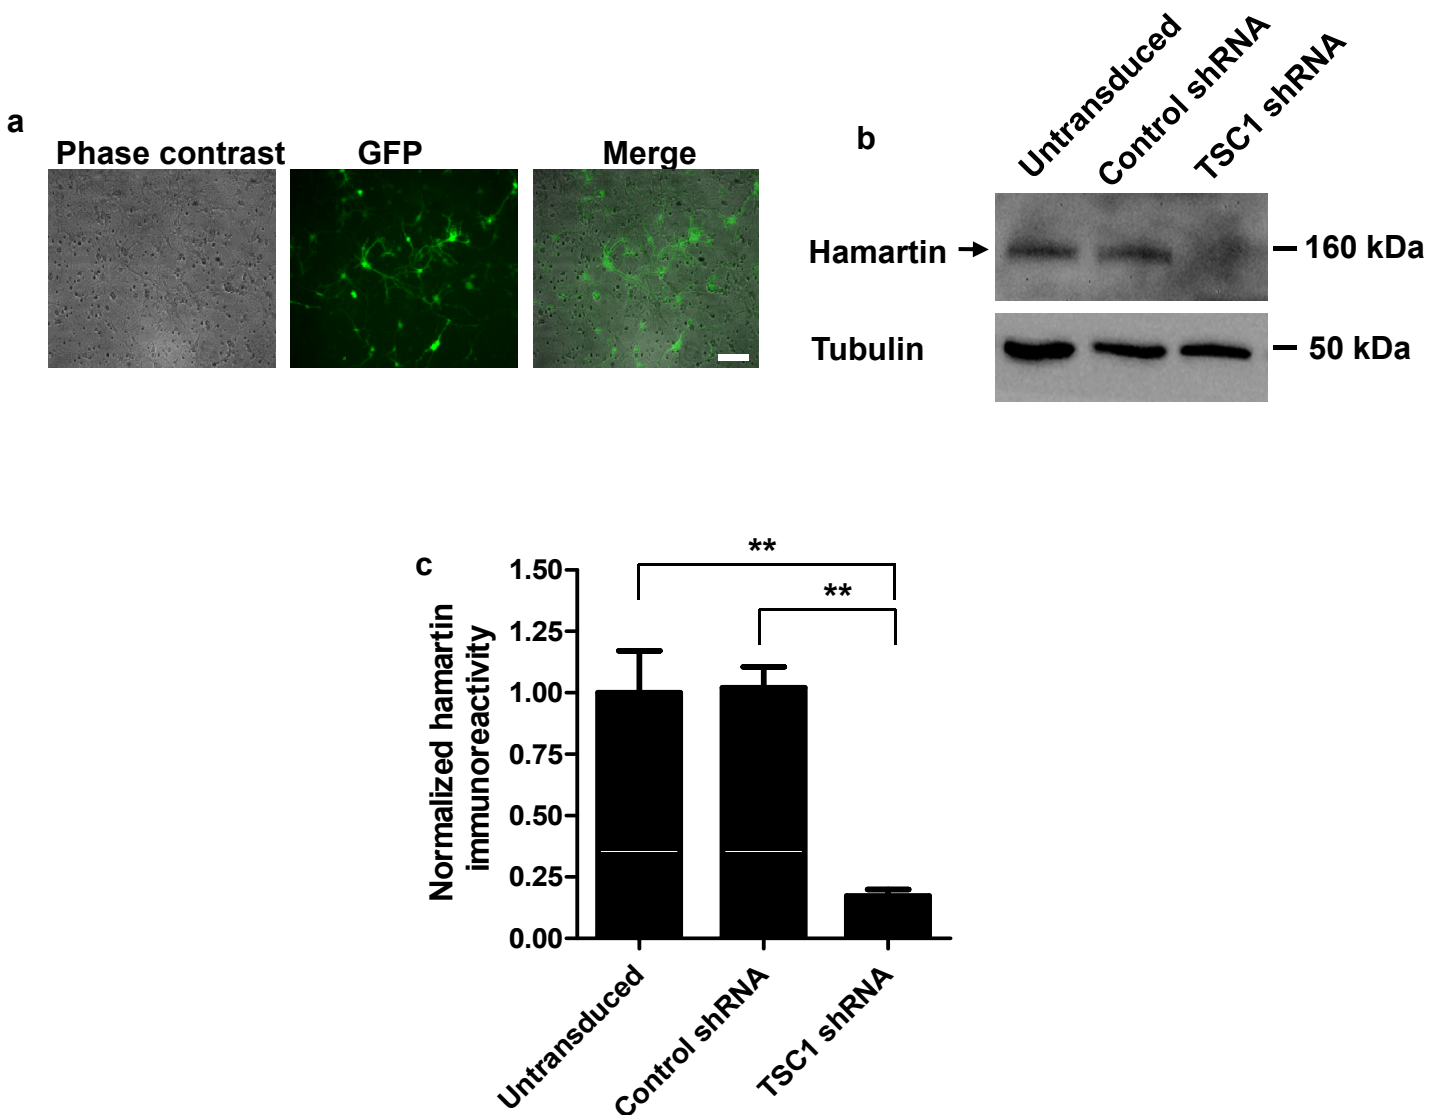 a
Phase contrast
GFP
Merge
b
Untransduced
Control shRNA
TSC1 shRNA
Hamartin
160 kDa
Tubulin
50 kDa
c
**
**
Normalized hamartin
immunoreactivity
1.50
1.25
1.00
0.75
0.50
0.25
0.00
Untransduced
Control shRNA
TSC1 shRNA